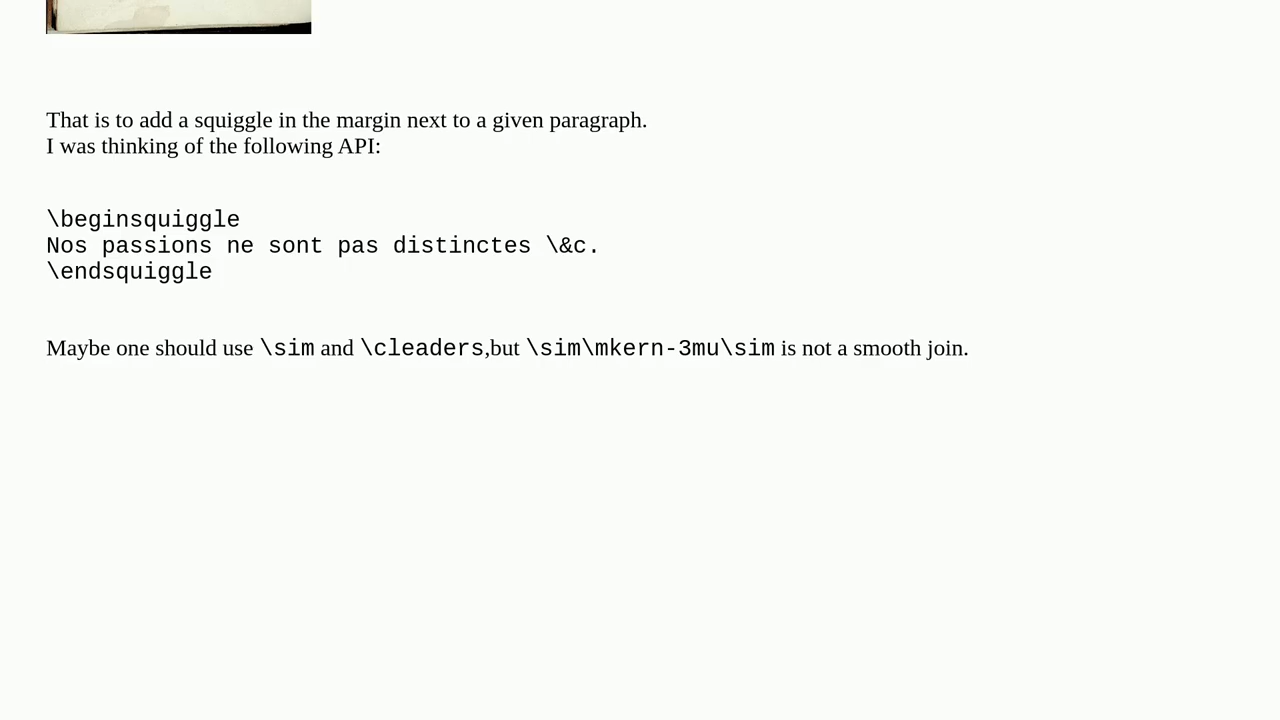 That is to add a squiggle in the margin next to a given paragraph.
I was thinking of the following API:
\beginsquiggle
Nos passions ne sont pas distinctes \&c.
\endsquiggle
Maybe one should use \sim and \cleaders,but \sim\mkern-3mu\sim is not a smooth join.